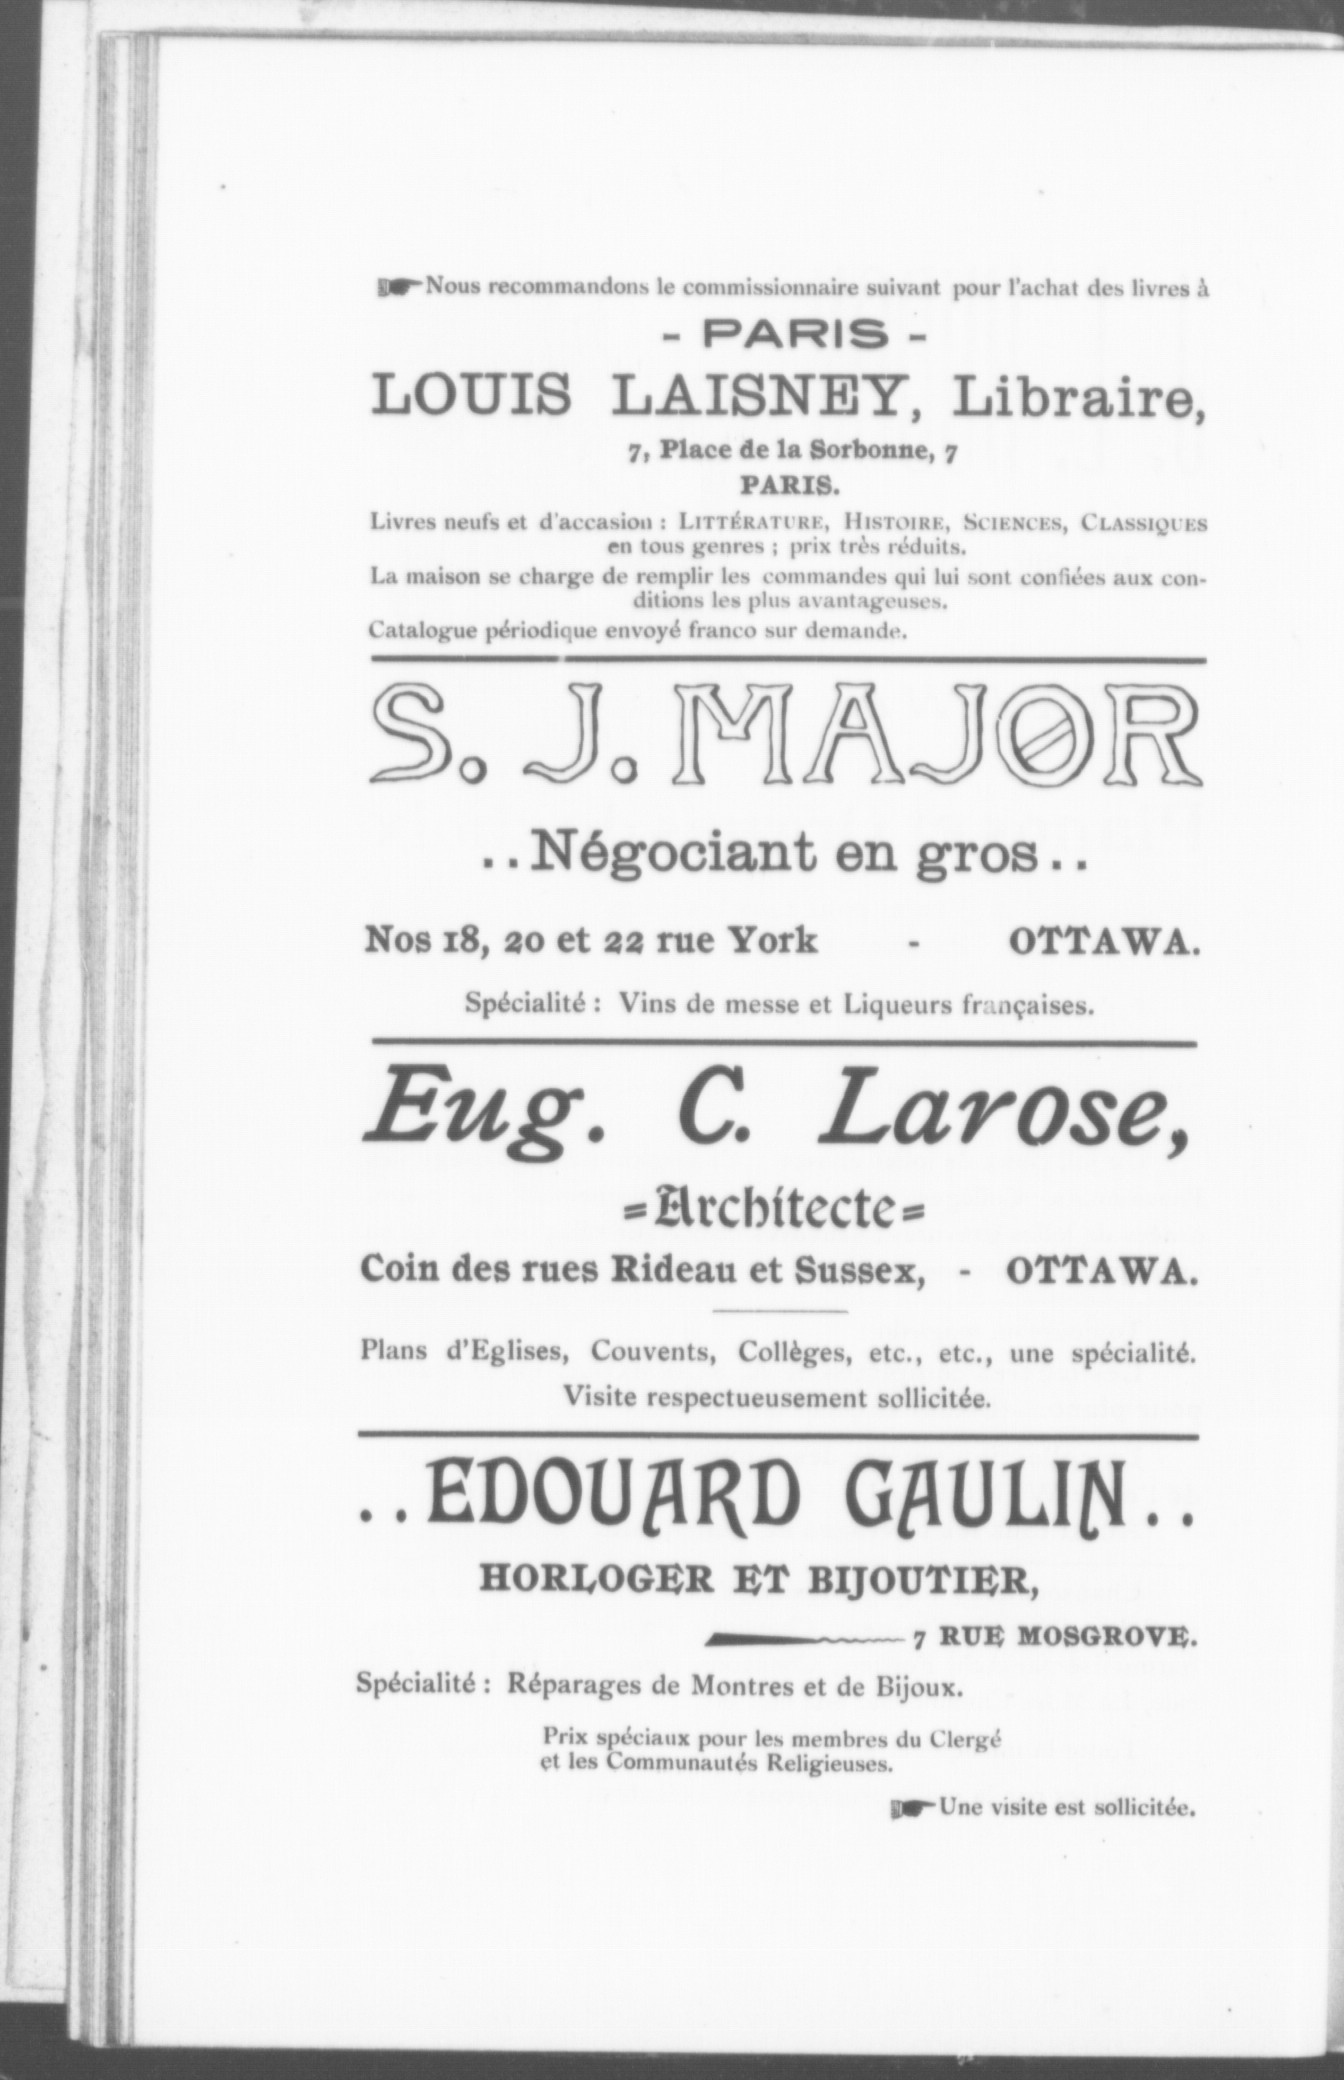 ☛Nous recommandons le commissionnaire suivant pour l'achat des livres à
- PARIS -
LOUIS LAISNEY, Libraire,
7, Place de la Sorbonne, 7
PARIS.
Livres neufs et d'accasion : LITTÉRATURE, HISTOIRE, SCIENCES, CLASSIQUES
en tous genres ; prix très réduits.
La maison se charge de remplir les commandes qui lui sont confiées aux con-
ditions les plus avantageuses.
Catalogue périodique envoyé franco sur demande.
S. J. MAJOR
..Négociant en gros..
Nos 18, 20 et 22 rue York - OTTAWA.
Spécialité : Vins de messe et Liqueurs françaises.
Eug. C. Larose,
=Architecte=
Coin des rues Rideau et Sussex, - OTTAWA.
Plans d'Eglises, Couvents, Collèges, etc., etc., une spécialité.
Visite respectueusement sollicitée.
..EDOUARD GAULIN..
HORLOGER ET BIJOUTIER,
7 RUE MOSGROVE.
Spécialité : Réparages de Montres et de Bijoux.
Prix spéciaux pour les membres du Clergé
et les Communautés Religieuses.
☛Une visite est sollicitée.